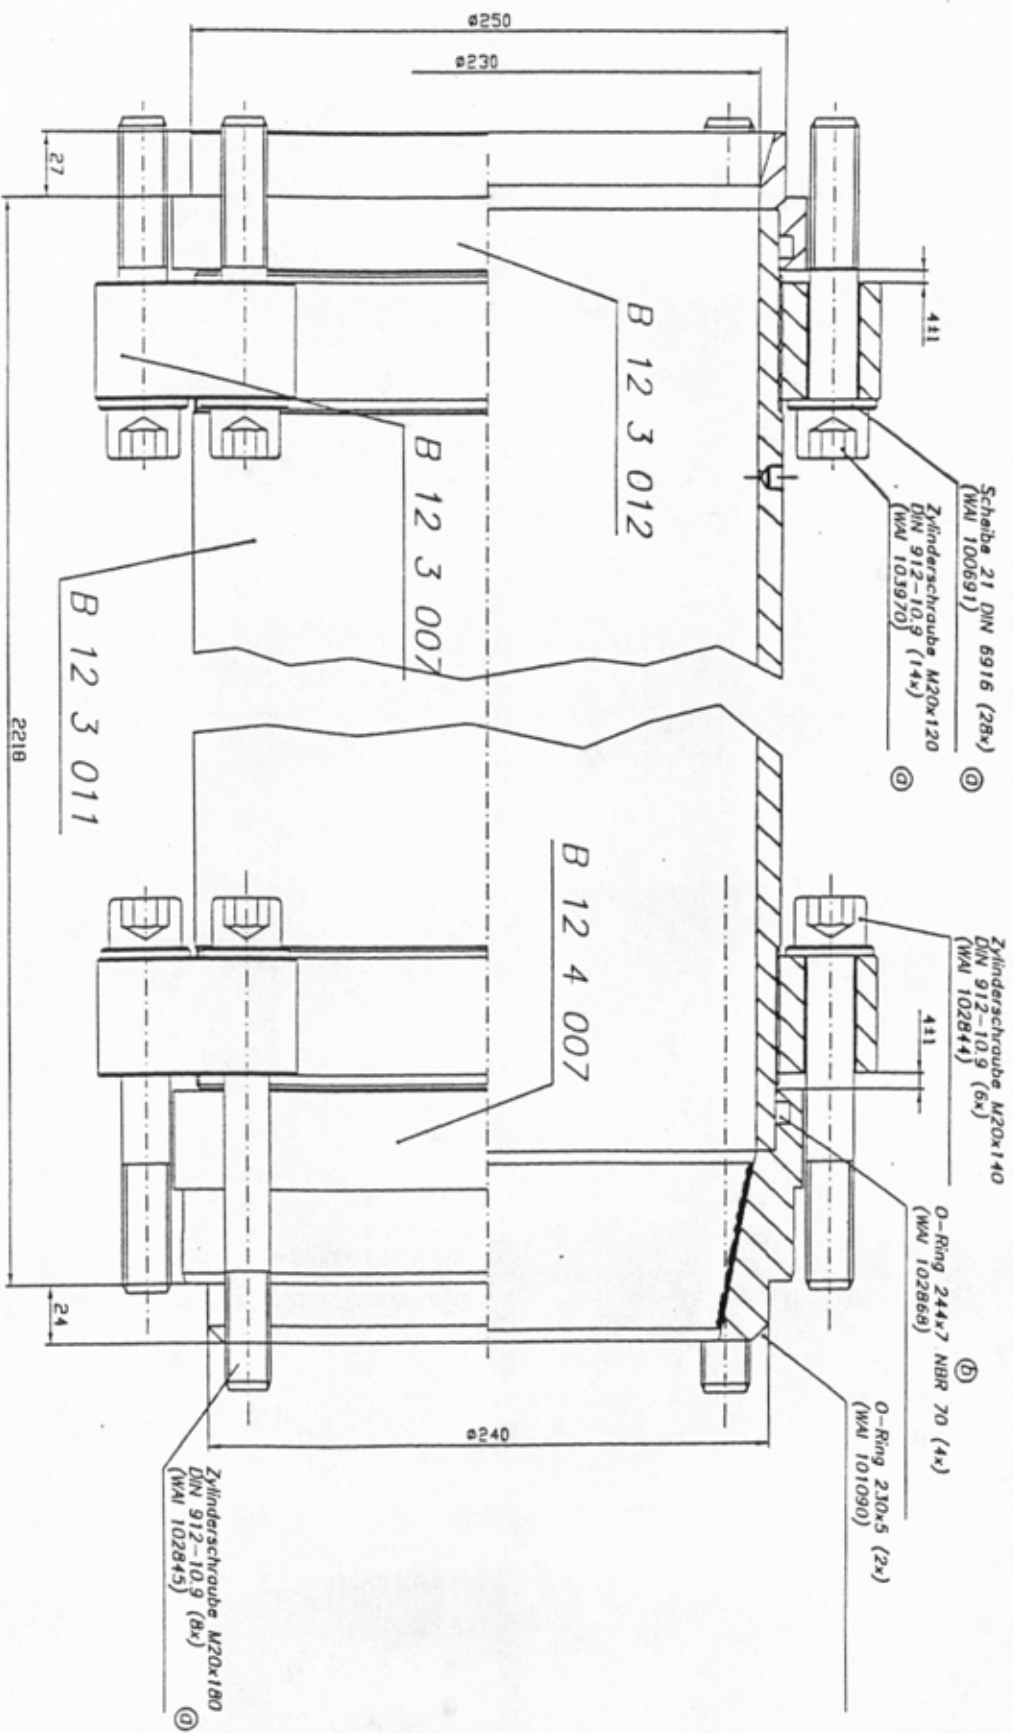 ø250
ø230
27
2218
4±1
B 12 3 012
B 12 3 007
B 12 3 011
B 12 4 007
Scheibe 21 DIN 6916 (28x)
(WAI 100691)
ⓐ
Zylinderschraube M20x120
DIN 912-10.9 (14x)
(WAI 103970)
ⓐ
Zylinderschraube M20x140
DIN 912-10.9 (6x)
(WAI 102844)
4±1
O-Ring 244x7 NBR 70 (4x)
(WAI 102868)
ⓑ
O-Ring 230x5 (2x)
(WAI 101090)
24
ø240
Zylinderschraube M20x180
DIN 912-10.9 (8x)
(WAI 102845)
ⓐ